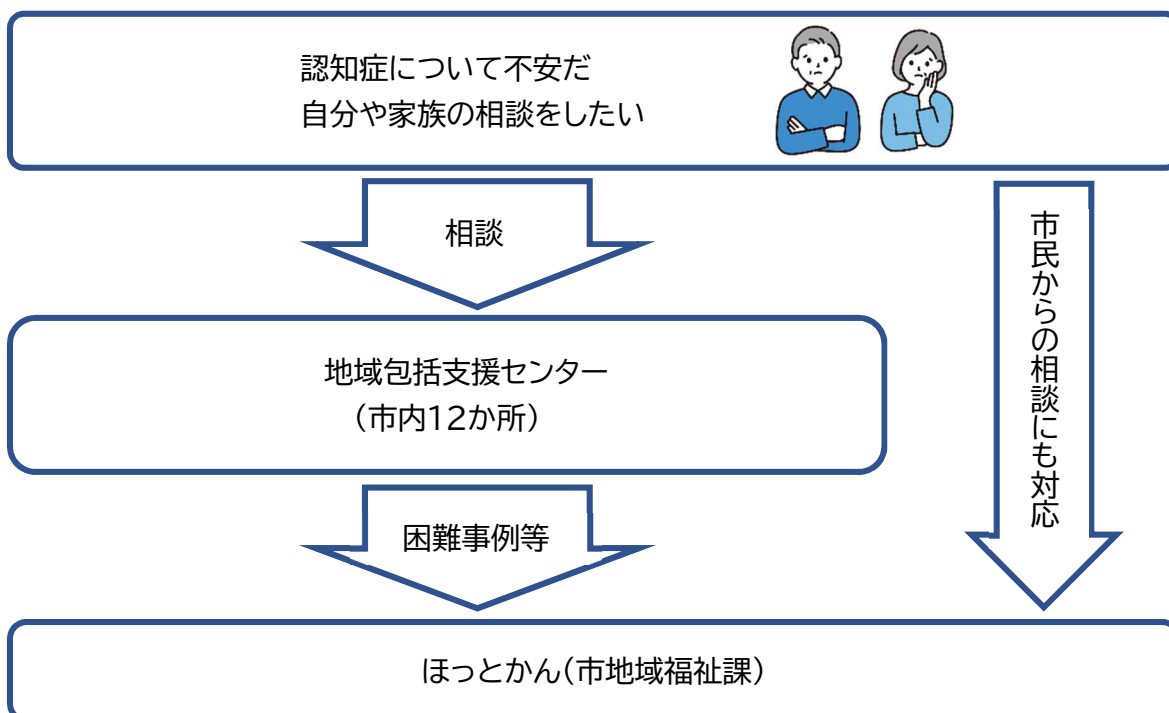 認知症について不安だ
自分や家族の相談をしたい
相談
市民からの相談にも対応
地域包括支援センター
（市内12か所）
困難事例等
ほっとかん（市地域福祉課）